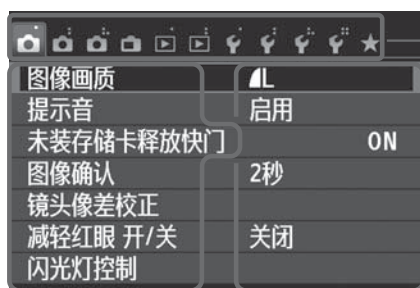 图像画质 L
提示音 启用
未装存储卡释放快门 ON
图像确认 2秒
镜头像差校正
减轻红眼 开/关 关闭
闪光灯控制